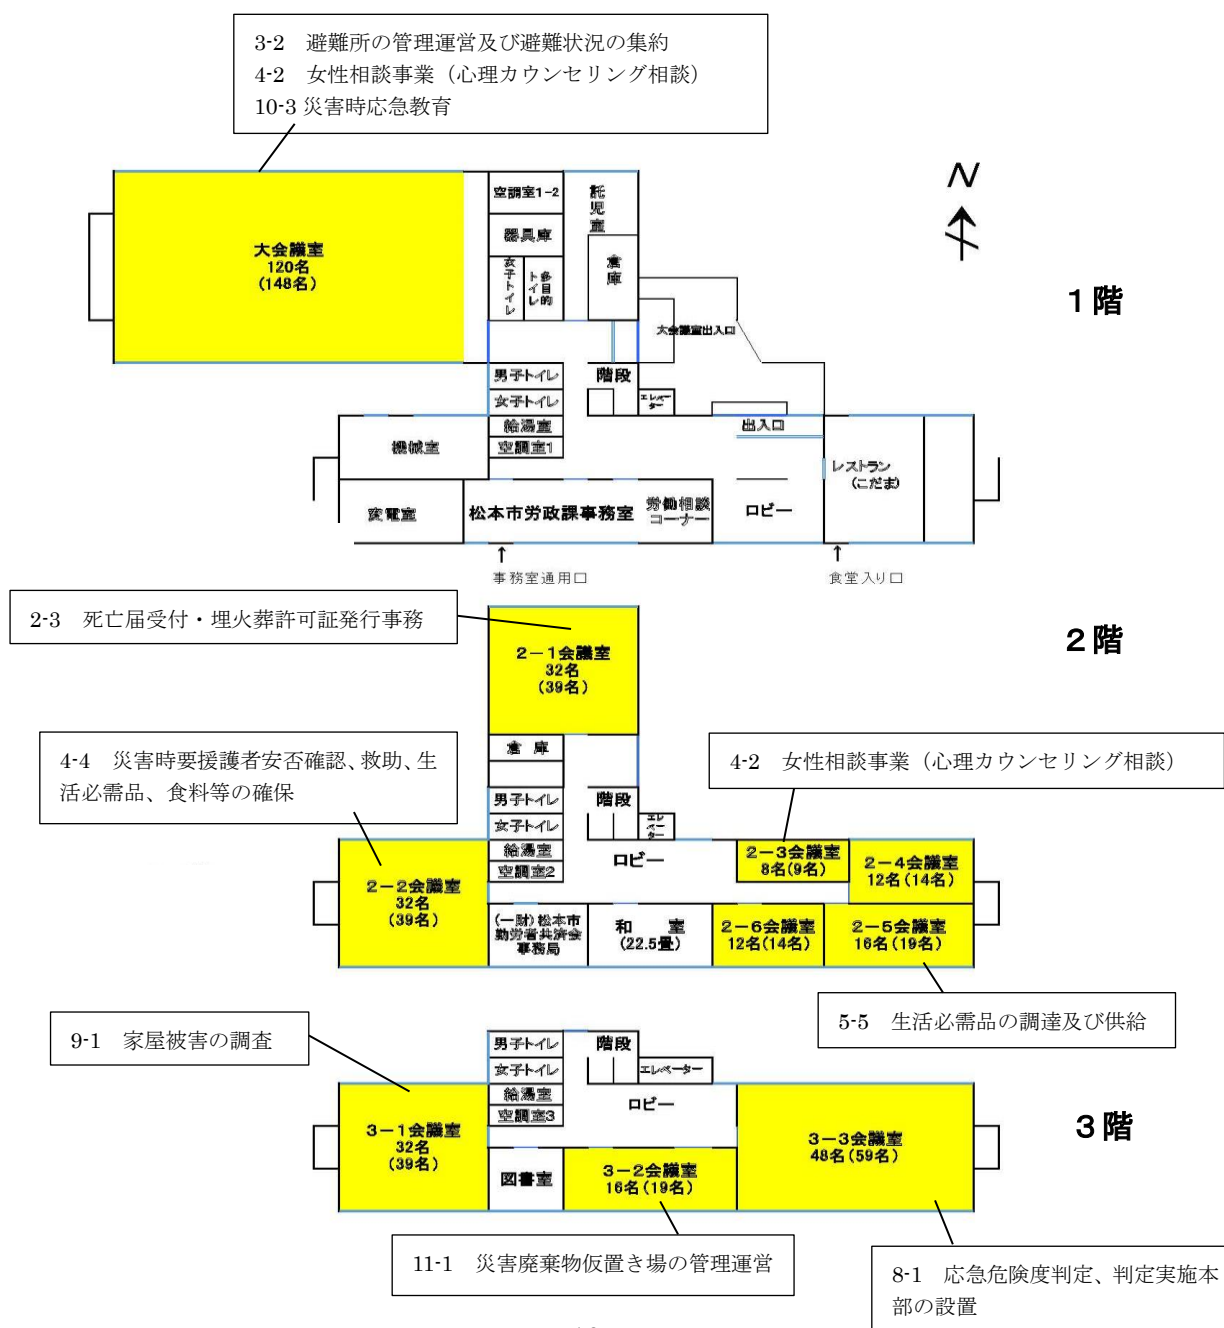 3-2　避難所の管理運営及び避難状況の集約
4-2　女性相談事業（心理カウンセリング相談）
10-3 災害時応急教育
N
1階
大会議室
120名
(148名)
空調室1-2
器具庫
女子トイレ
多目的トイレ
託児室
倉庫
大会議室出入口
男子トイレ
女子トイレ
給湯室
空調室1
階段
エレベーター
機械室
変電室
松本市労政課事務室
労働相談
コーナー
出入口
ロビー
レストラン
(こだま)
↑
事務室通用口
↑
食堂入り口
2階
2-3　死亡届受付・埋火葬許可証発行事務
2－1会議室
32名
(39名)
4-4　災害時要援護者安否確認、救助、生
活必需品、食料等の確保
4-2　女性相談事業（心理カウンセリング相談）
倉　庫
男子トイレ
女子トイレ
給湯室
空調室2
階段
エレベーター
ロビー
2－2会議室
32名
(39名)
(一財)松本市
勤労者共済会
事務局
和　　室
(22.5畳)
2－3会議室
8名(9名)
2－4会議室
12名(14名)
2－6会議室
12名(14名)
2－5会議室
16名(19名)
5-5　生活必需品の調達及び供給
3階
9-1　家屋被害の調査
男子トイレ
女子トイレ
給湯室
空調室3
階段
エレベーター
ロビー
3－1会議室
32名
(39名)
図書室
3－2会議室
16名(19名)
3－3会議室
48名(59名)
11-1　災害廃棄物仮置き場の管理運営
8-1　応急危険度判定、判定実施本
部の設置